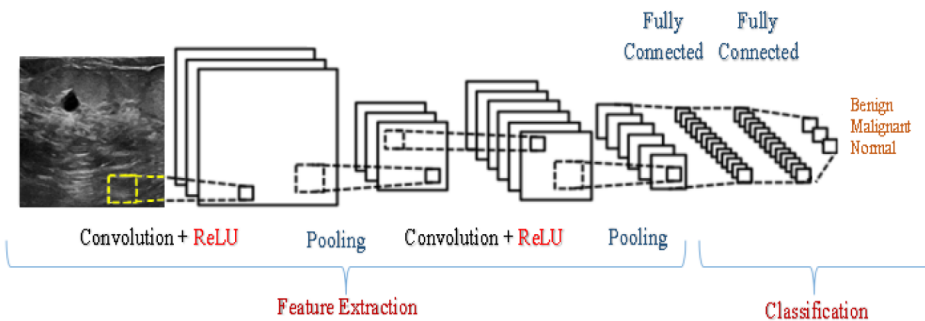 Fully
Connected
Fully
Connected
Benign
Malignant
Normal
Convolution + ReLU
Pooling
Convolution + ReLU
Pooling
Feature Extraction
Classification